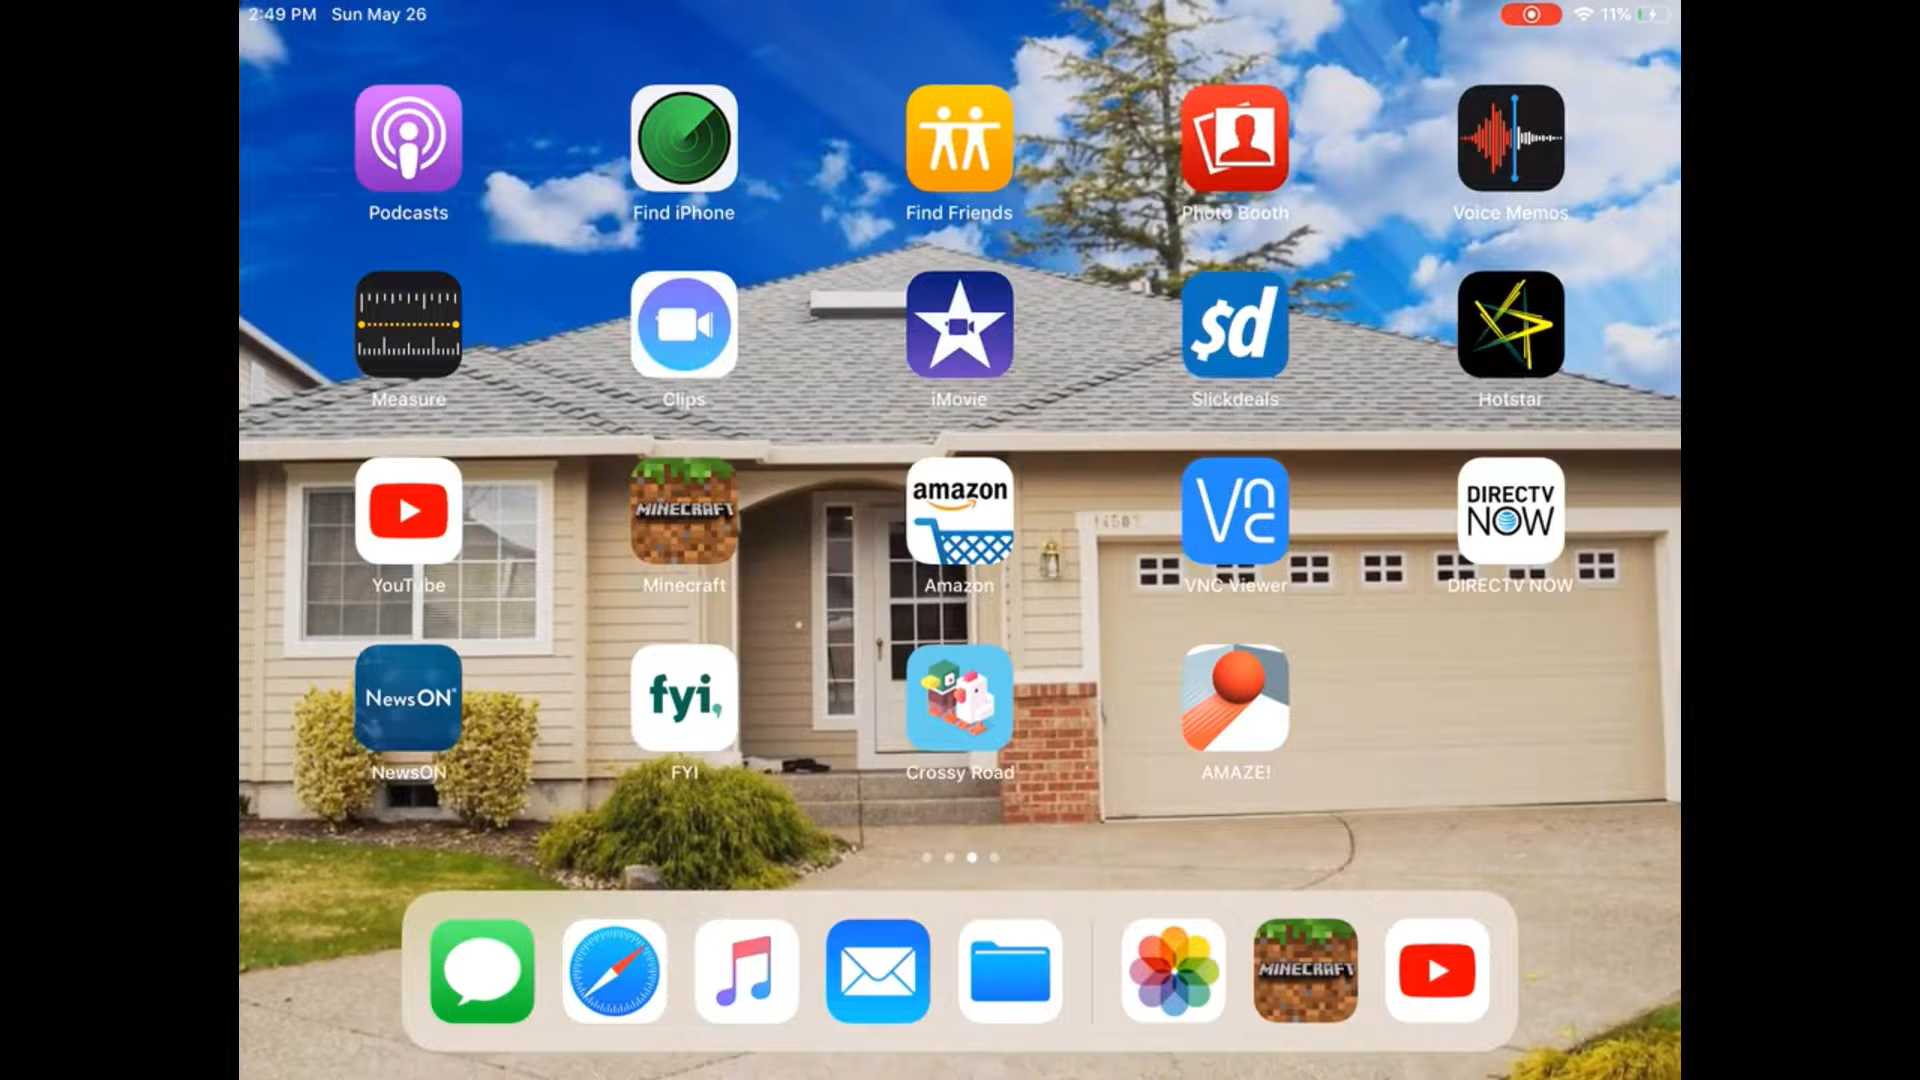 2:49 PM Sun May 26
11%
Podcasts
Find iPhone
Find Friends
Photo Booth
Voice Memos
$d
Measure
Clips
iMovie
Slickdeals
Hotstar
MINECRAFT
amazon
Vnc
DIRECTV
NOW
14507
YouTube
Minecraft
Amazon
VNC Viewer
DIRECTV NOW
NewsON
fyi,
NewsON
FYI
Crossy Road
AMAZE!
MINECRAFT